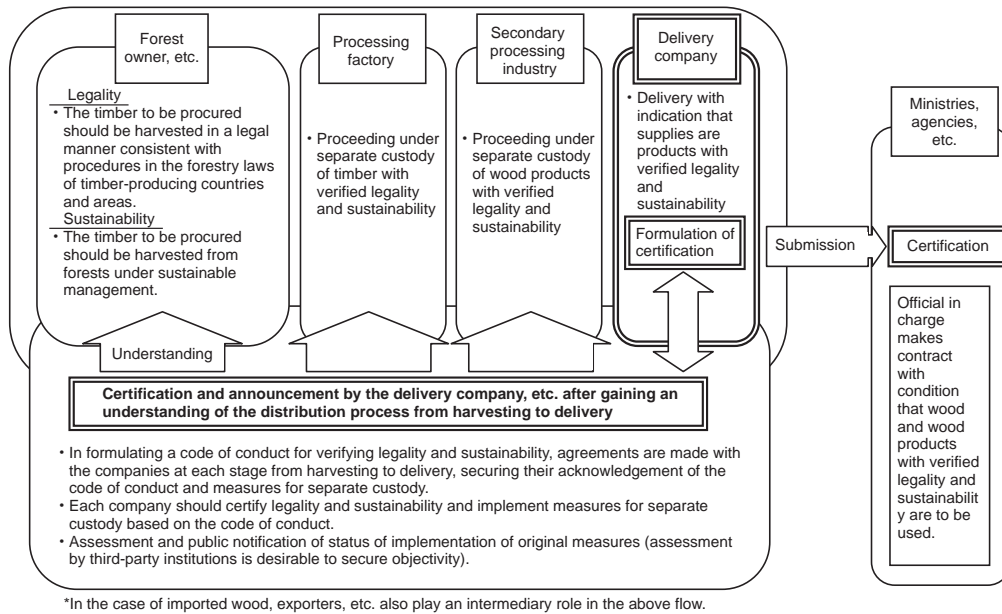 Forest
owner, etc.
Legality
・The timber to be procured
should be harvested in a legal
manner consistent with
procedures in the forestry laws
of timber-producing countries
and areas.
Sustainability
・The timber to be procured
should be harvested from
forests under sustainable
management.
Understanding
Processing
factory
・Proceeding under
separate custody
of timber with
verified legality
and sustainability
Secondary
processing
industry
・Proceeding under
separate custody
of wood products
with verified
legality and
sustainability
Delivery
company
・Delivery with
indication that
supplies are
products with
verified legality
and
sustainability
Formulation of
certification
Submission
Ministries,
agencies,
etc.
Certification
Official in
charge
makes
contract
with
condition
that wood
and wood
products
with verified
legality and
sustainabilit
y are to be
used.
Certification and announcement by the delivery company, etc. after gaining an
understanding of the distribution process from harvesting to delivery
・In formulating a code of conduct for verifying legality and sustainability, agreements are made with
the companies at each stage from harvesting to delivery, securing their acknowledgement of the
code of conduct and measures for separate custody.
・Each company should certify legality and sustainability and implement measures for separate
custody based on the code of conduct.
・Assessment and public notification of status of implementation of original measures (assessment
by third-party institutions is desirable to secure objectivity).
*In the case of imported wood, exporters, etc. also play an intermediary role in the above flow.